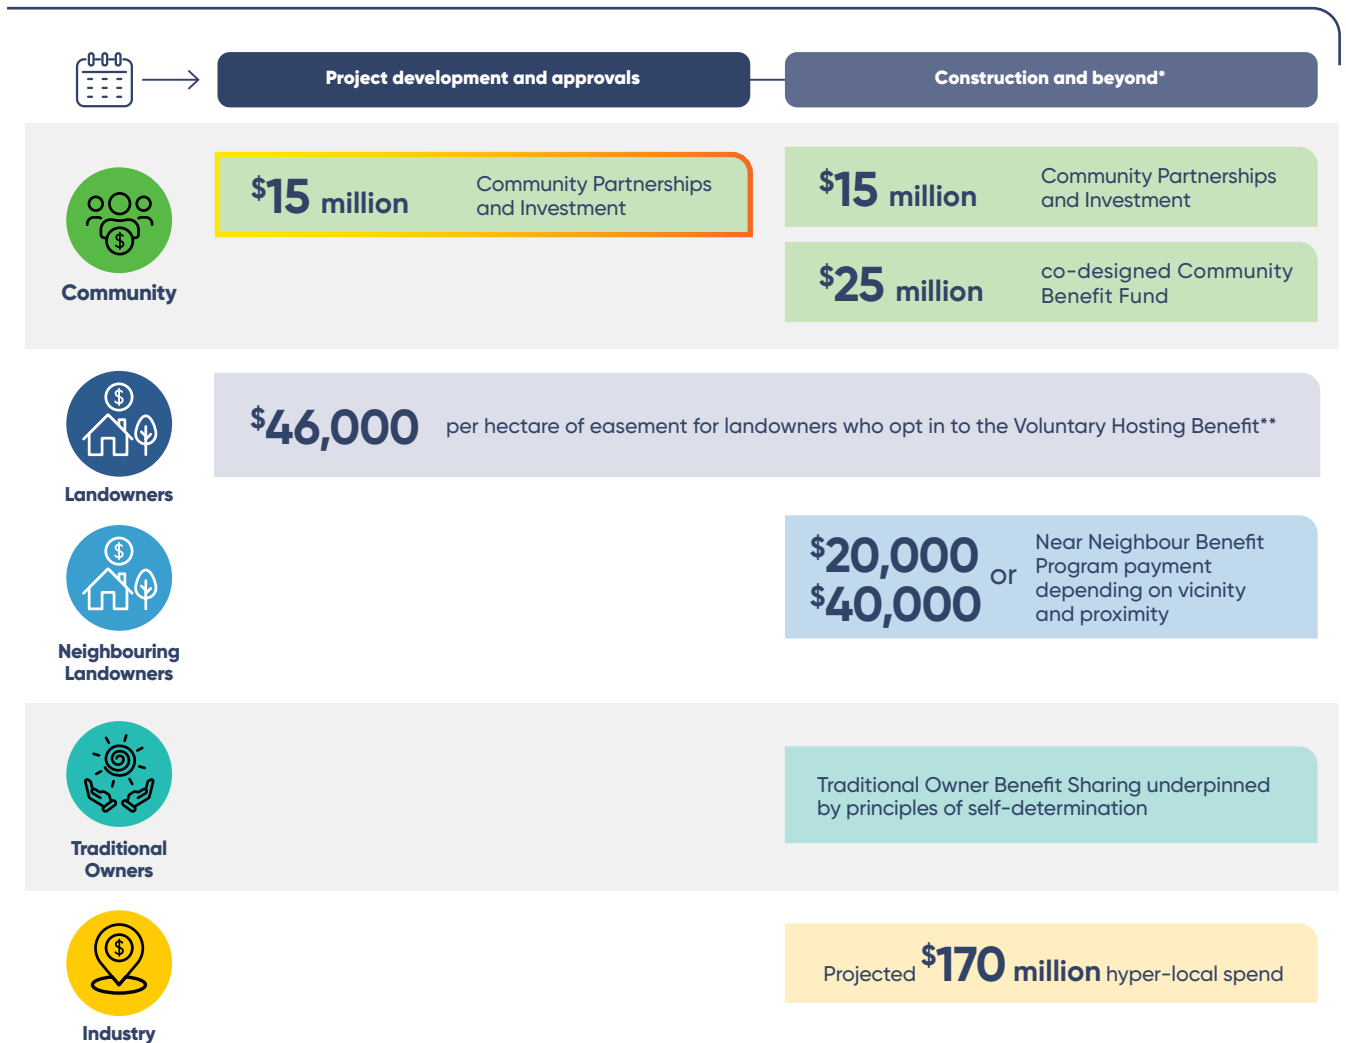 Project development and approvals
Construction and beyond*
Community
$15 million
Community Partnerships
and Investment
$15 million
Community Partnerships
and Investment
$25 million
co-designed Community
Benefit Fund
Landowners
$46,000 per hectare of easement for landowners who opt in to the Voluntary Hosting Benefit**
Neighbouring
Landowners
$20,000
or
$40,000
Near Neighbour Benefit
Program payment
depending on vicinity
and proximity
Traditional
Owners
Traditional Owner Benefit Sharing underpinned
by principles of self-determination
Industry
Projected $170 million hyper-local spend